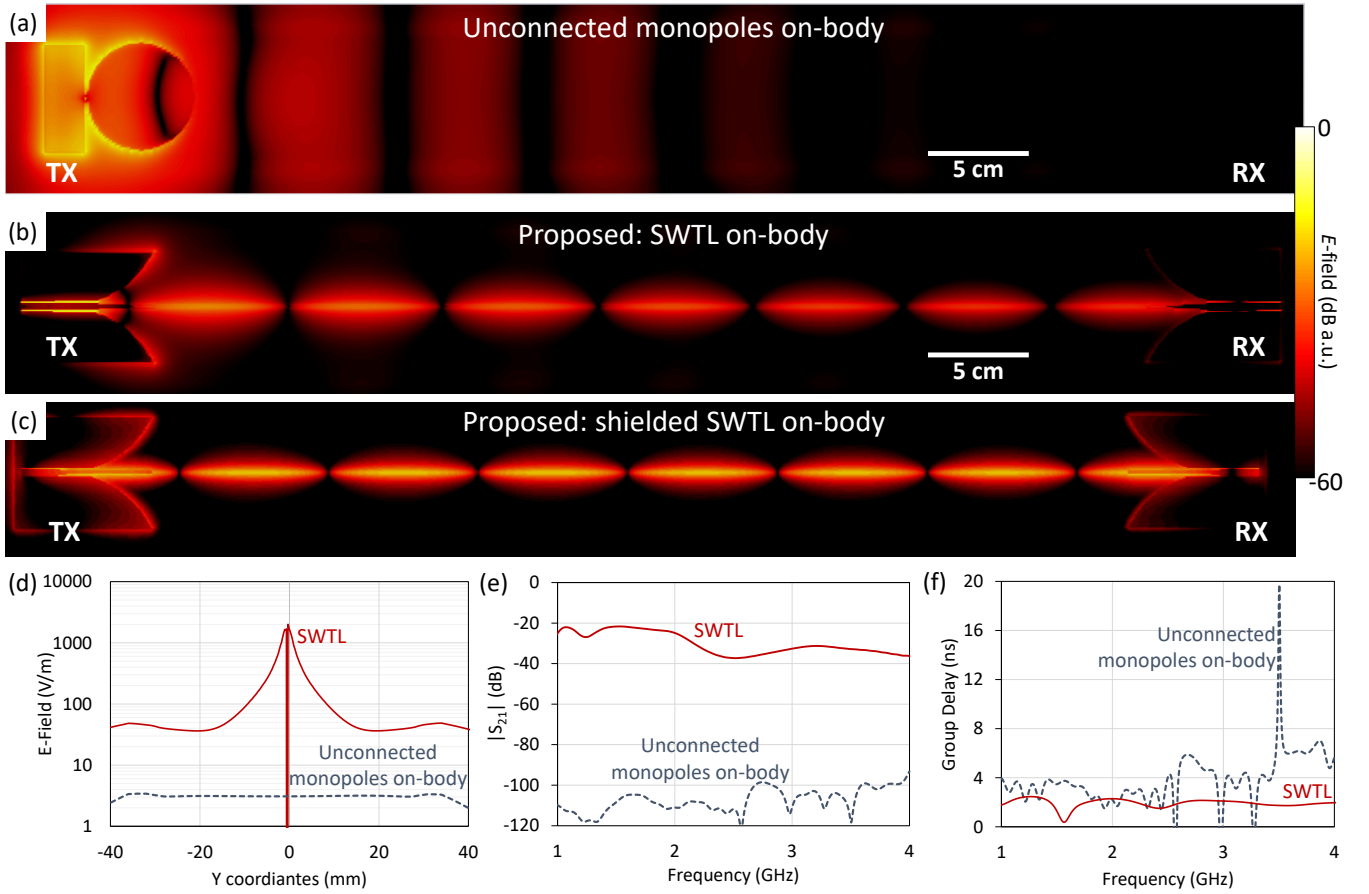 (a)
Unconnected monopoles on-body
TX
5 cm
RX
0
E-field (dB a.u.)
-60
(b)
Proposed: SWTL on-body
TX
5 cm
RX
(c)
Proposed: shielded SWTL on-body
TX
RX
(d)
10000
1000
100
10
1
E-Field (V/m)
SWTL
Unconnected
monopoles on-body
-40
-20
0
20
40
Y coordiantes (mm)
(e)
0
-20
-40
-60
-80
-100
-120
|S21| (dB)
SWTL
Unconnected
monopoles on-body
1
2
3
4
Frequency (GHz)
(f)
20
16
12
8
4
0
Group Delay (ns)
Unconnected
monopoles on-body
SWTL
1
2
3
4
Frequency (GHz)